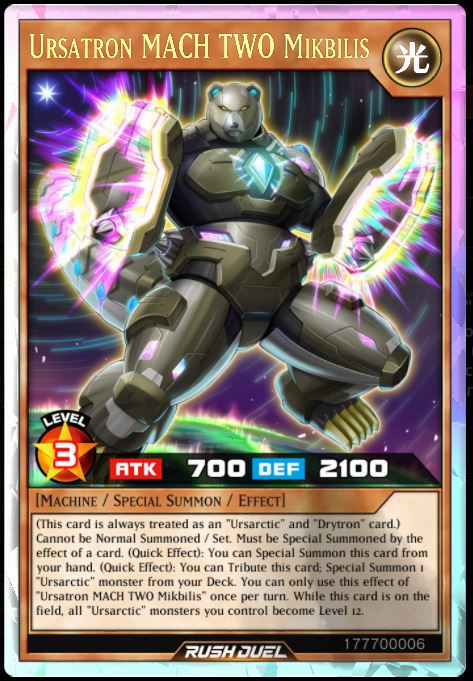 Ursatron MACH TWO Mikbilis
光
LEVEL
3
ATK 700 DEF 2100
[Machine / Special Summon / Effect]
(This card is always treated as an "Ursarctic" and "Drytron" card.)
Cannot be Normal Summoned / Set. Must be Special Summoned by the
effect of a card. (Quick Effect): You can Special Summon this card from
your hand. (Quick Effect): You can Tribute this card; Special Summon 1
"Ursarctic" monster from your Deck. You can only use this effect of
"Ursatron MACH TWO Mikbilis" once per turn. While this card is on the
field, all "Ursarctic" monsters you control become Level 12.
177700006
RUSH DUEL